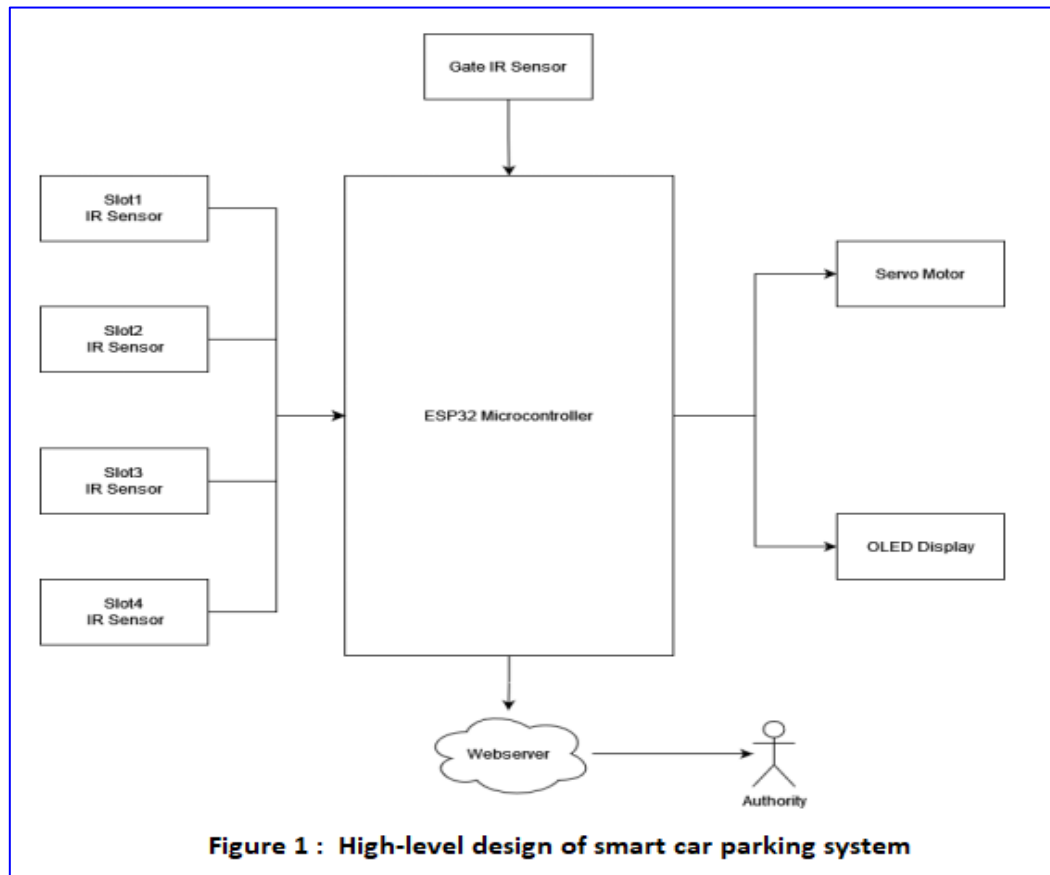 Gate IR Sensor
Slot1
IR Sensor
Slot2
IR Sensor
Slot3
IR Sensor
Slot4
IR Sensor
ESP32 Microcontroller
Servo Motor
OLED Display
Webserver
Authority
Figure 1 : High-level design of smart car parking system